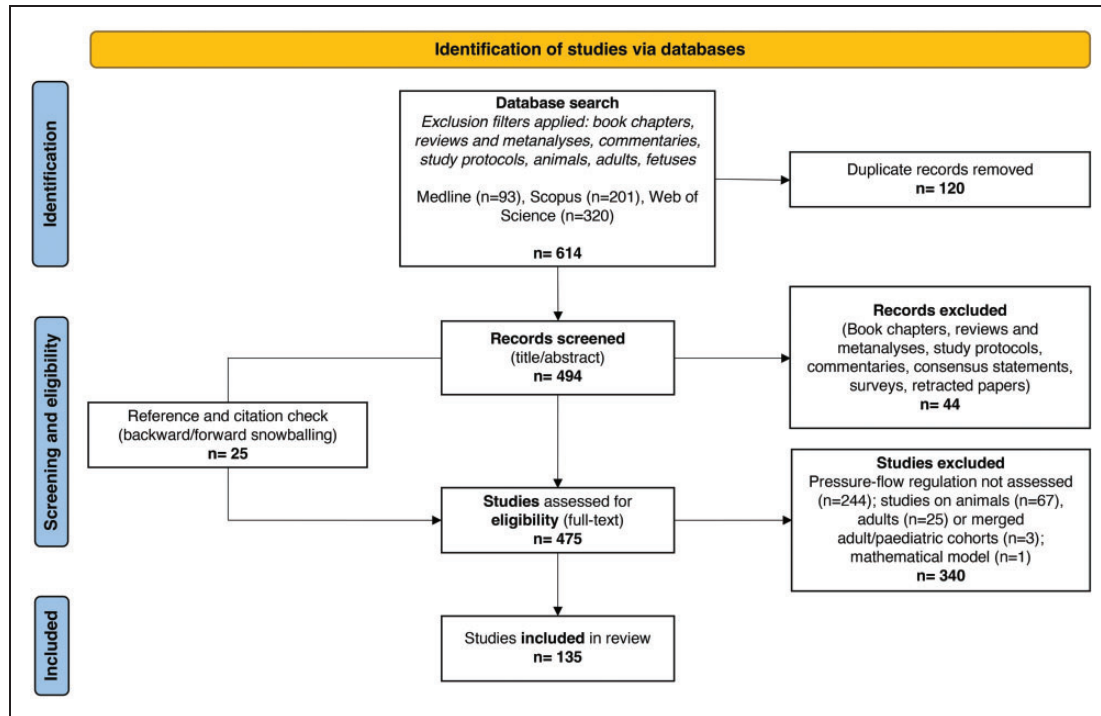 Identification of studies via databases
Identification
Database search
Exclusion filters applied: book chapters,
reviews and metanalyses, commentaries,
study protocols, animals, adults, fetuses
Medline (n=93), Scopus (n=201), Web of
Science (n=320)
n= 614
Duplicate records removed
n= 120
Screening and eligibility
Records screened
(title/abstract)
n= 494
Records excluded
(Book chapters, reviews and
metanalyses, study protocols,
commentaries, consensus statements,
surveys, retracted papers)
n= 44
Reference and citation check
(backward/forward snowballing)
n= 25
Studies assessed for
eligibility (full-text)
n= 475
Studies excluded
Pressure-flow regulation not assessed
(n=244); studies on animals (n=67),
adults (n=25) or merged
adult/paediatric cohorts (n=3);
mathematical model (n=1)
n= 340
Included
Studies included in review
n= 135